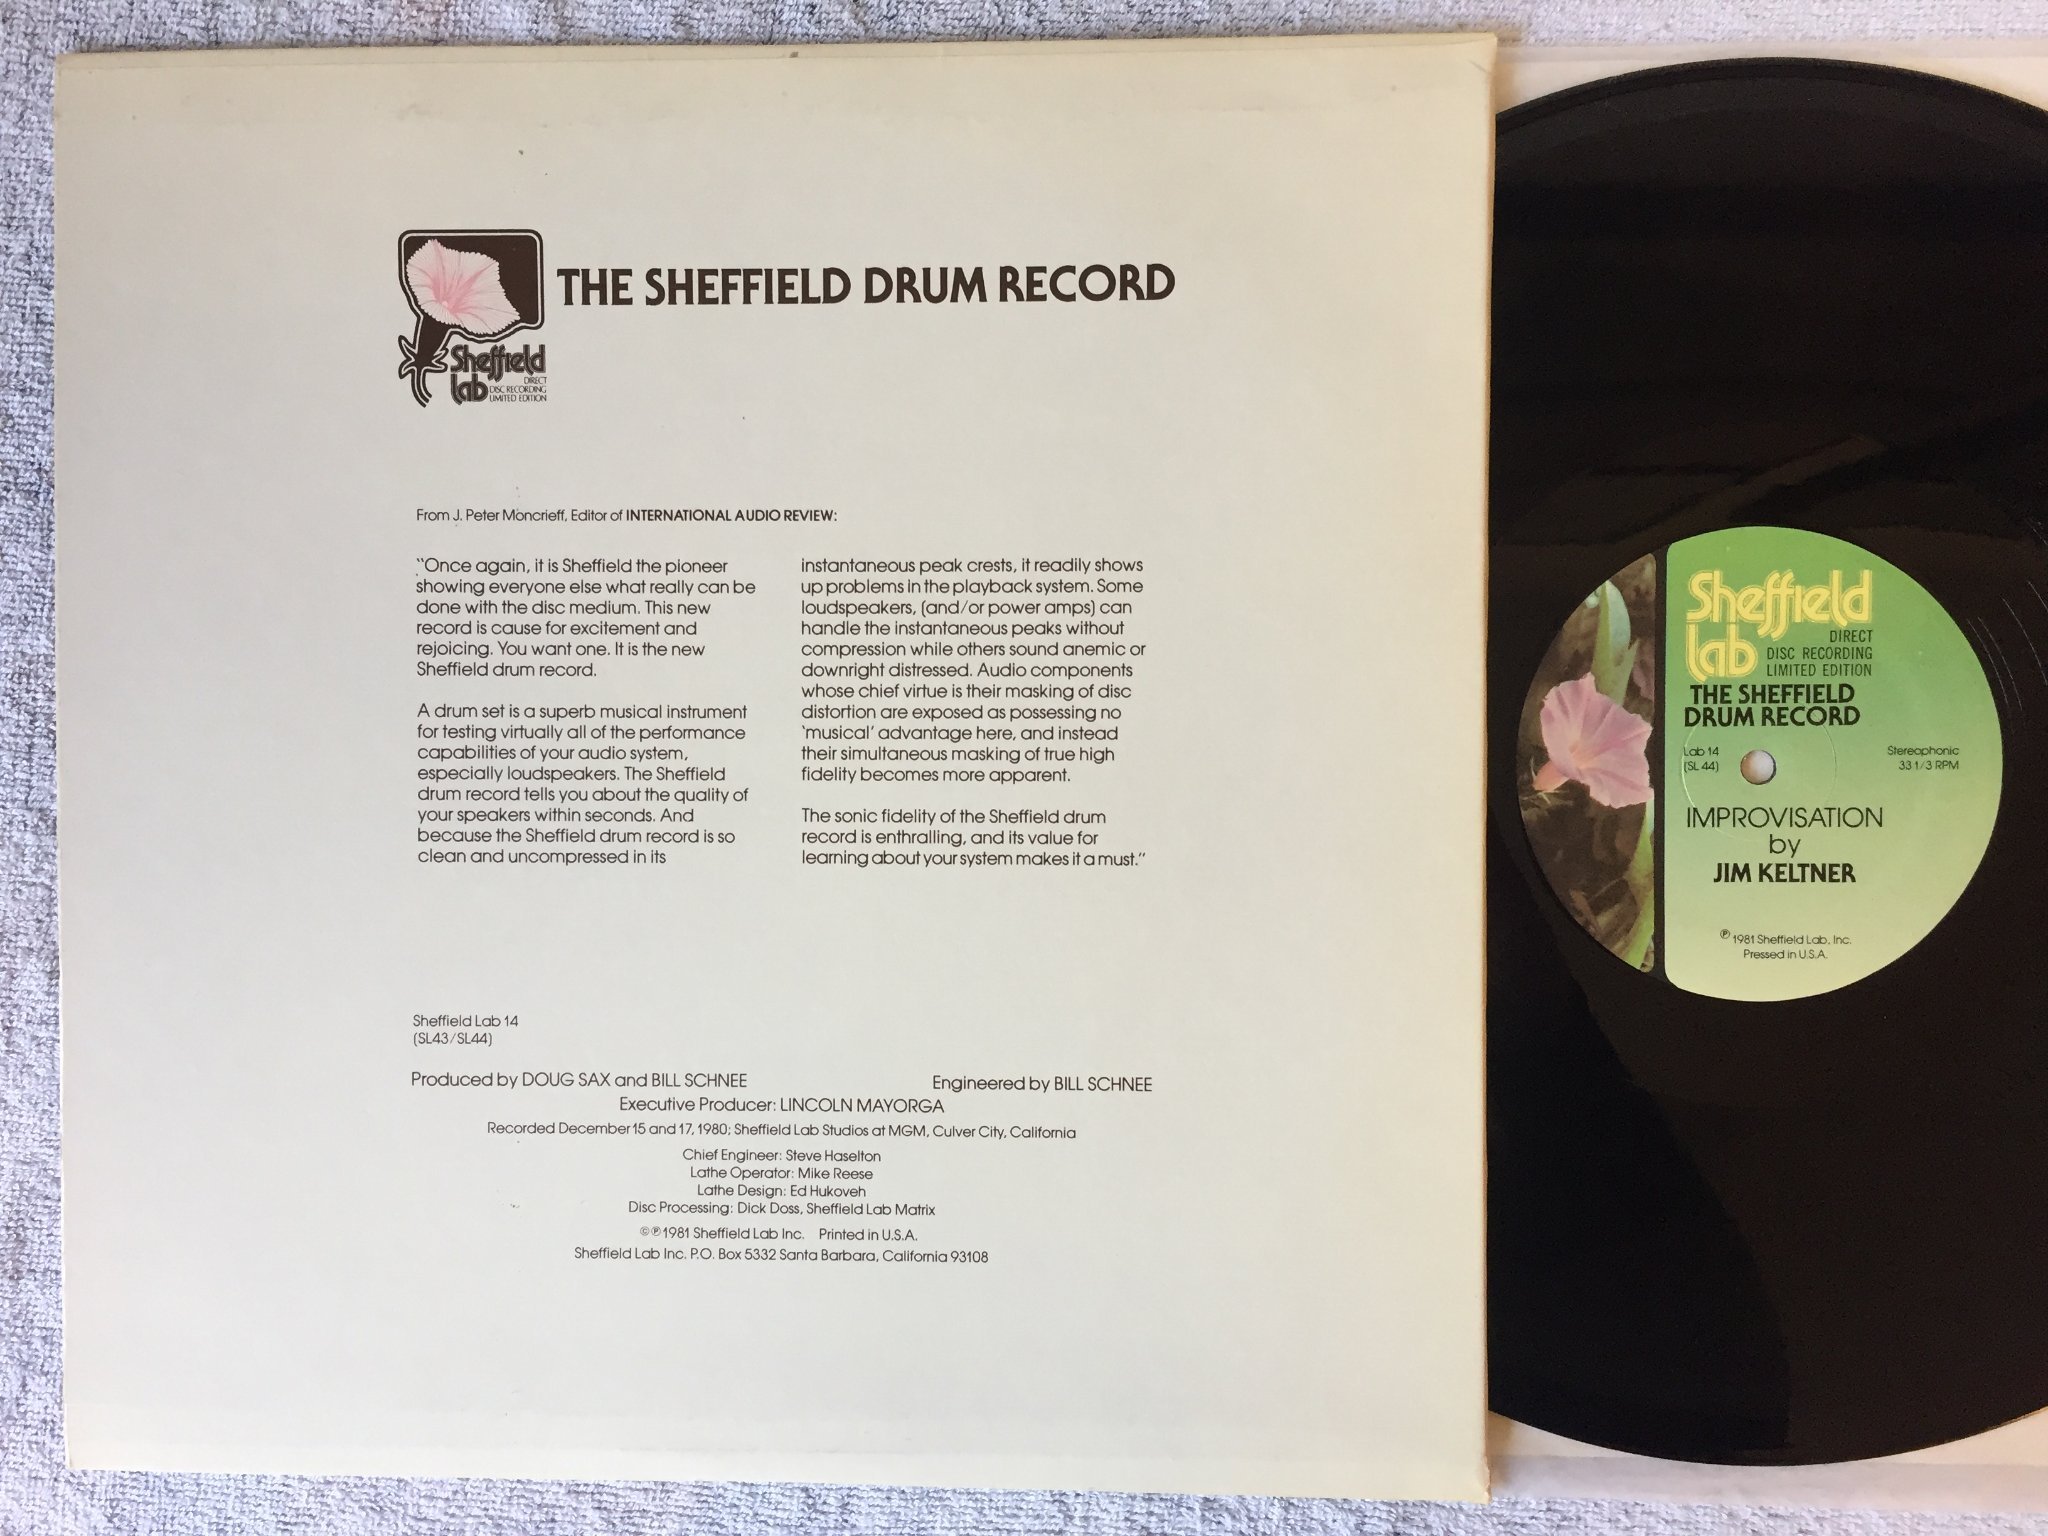 THE SHEFFIELD DRUM RECORD
Sheffield
lab
DIRECT
DISC RECORDING
LIMITED EDITION
From J. Peter Moncrieff, Editor of INTERNATIONAL AUDIO REVIEW:
"Once again, it is Sheffield the pioneer
showing everyone else what really can be
done with the disc medium. This new
record is cause for excitement and
rejoicing. You want one. It is the new
Sheffield drum record.
A drum set is a superb musical instrument
for testing virtually all of the performance
capabilities of your audio system,
especially loudspeakers. The Sheffield
drum record tells you about the quality of
your speakers within seconds. And
because the Sheffield drum record is so
clean and uncompressed in its
instantaneous peak crests, it readily shows
up problems in the playback system. Some
loudspeakers, (and/or power amps) can
handle the instantaneous peaks without
compression while others sound anemic or
downright distressed. Audio components
whose chief virtue is their masking of disc
distortion are exposed as possessing no
'musical' advantage here, and instead
their simultaneous masking of true high
fidelity becomes more apparent.
The sonic fidelity of the Sheffield drum
record is enthralling, and its value for
learning about your system makes it a must."
Sheffield Lab 14
(SL43/SL44)
Produced by DOUG SAX and BILL SCHNEE
Engineered by BILL SCHNEE
Executive Producer: LINCOLN MAYORGA
Recorded December 15 and 17, 1980; Sheffield Lab Studios at MGM, Culver City, California
Chief Engineer: Steve Haselton
Lathe Operator: Mike Reese
Lathe Design: Ed Hukoveh
Disc Processing: Dick Doss, Sheffield Lab Matrix
©℗1981 Sheffield Lab Inc. Printed in U.S.A.
Sheffield Lab Inc. P.O. Box 5332 Santa Barbara, California 93108
Sheffield
lab
DIRECT
DISC RECORDING
LIMITED EDITION
THE SHEFFIELD
DRUM RECORD
Lab 14
(SL 44)
Stereophonic
33 1/3 RPM
IMPROVISATION
by
JIM KELTNER
℗ 1981 Sheffield Lab, Inc.
Pressed in U.S.A.